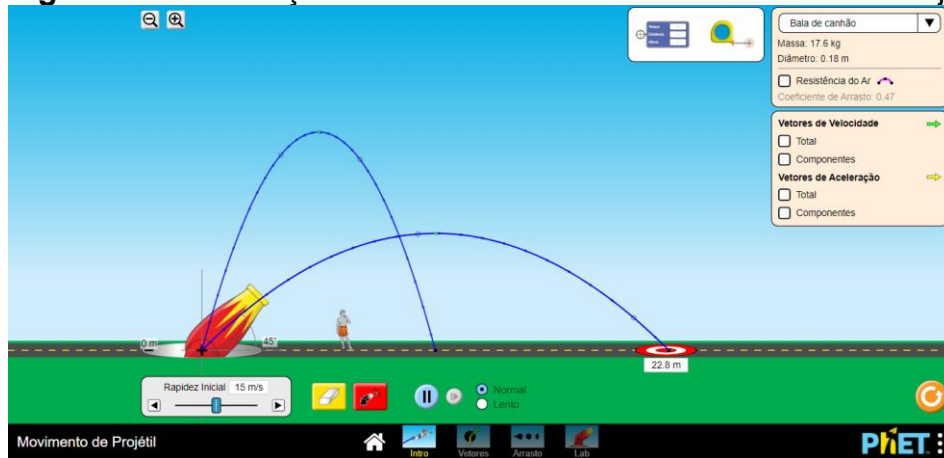 Bala de canhão
Massa: 17.6 kg
Diâmetro: 0.18 m
Resistência do Ar
Coeficiente de Arrasto: 0.47
Vetores de Velocidade
Total
Componentes
Vetores de Aceleração
Total
Componentes
0 m
45°
22.8 m
Rapidez Inicial 15 m/s
Normal
Lento
Movimento de Projétil
Intro
Vetores
Arrasto
Lab
PhET